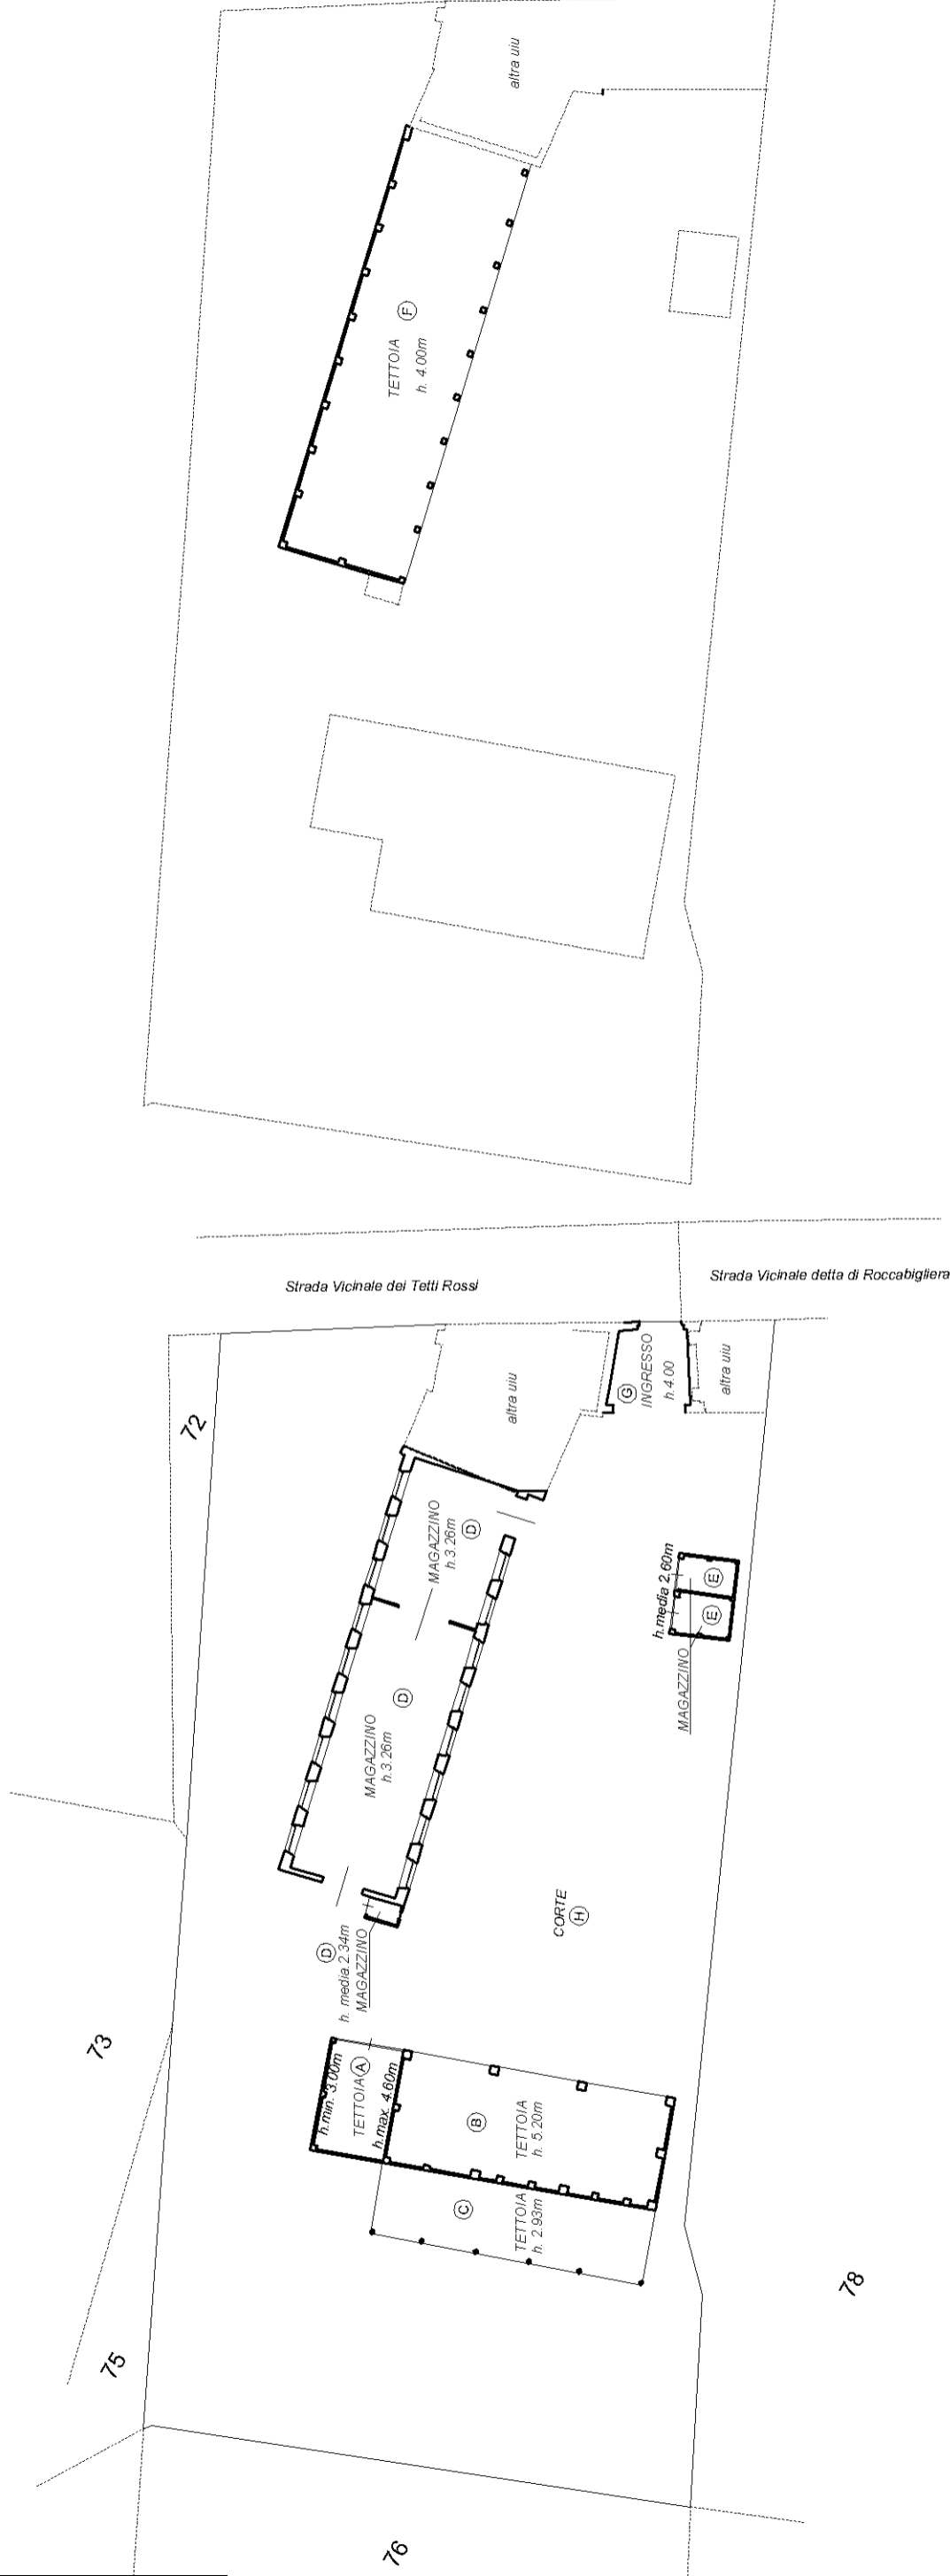 altra uiu
TETTOIA
F
h. 4.00m
Strada Vicinale dei Tetti Rossi
Strada Vicinale detta di Roccabigliera
72
altra uiu
G
INGRESSO
h.4.00
altra uiu
MAGAZZINO
h.3.26m
D
h.media 2.60m
E
E
MAGAZZINO
D
MAGAZZINO
h.3.26m
CORTE
H
D
h. media.2.34m
MAGAZZINO
73
h.min. 3.00m
TETTOIA
A
h.max. 4.60m
B
TETTOIA
h. 5.20m
C
TETTOIA
h. 2.93m
78
75
76